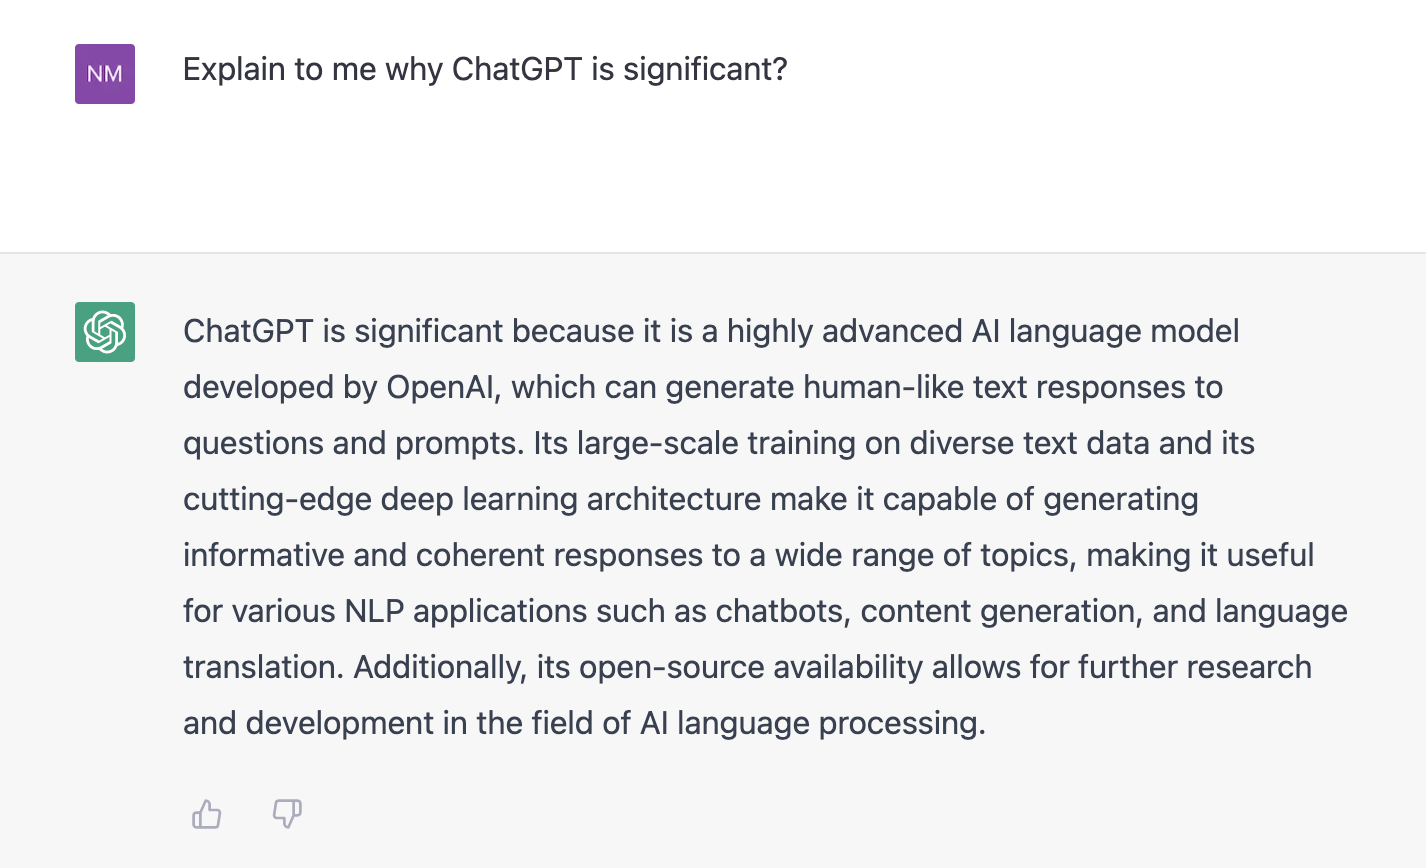 NM
Explain to me why ChatGPT is significant?
ChatGPT is significant because it is a highly advanced AI language model
developed by OpenAI, which can generate human-like text responses to
questions and prompts. Its large-scale training on diverse text data and its
cutting-edge deep learning architecture make it capable of generating
informative and coherent responses to a wide range of topics, making it useful
for various NLP applications such as chatbots, content generation, and language
translation. Additionally, its open-source availability allows for further research
and development in the field of AI language processing.